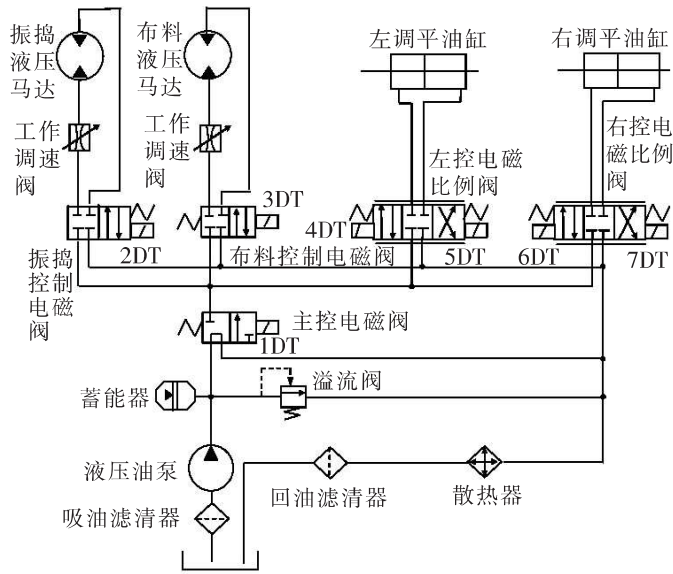 振捣
液压
马达
布料
液压
马达
左调平油缸
右调平油缸
工作
调速
阀
工作
调速
阀
左控电磁
比例阀
右控电
磁比例
阀
3DT
4DT
2DT
布料控制电磁阀
5DT
6DT
7DT
振捣
控制
电磁
阀
主控电磁阀
1DT
蓄能器
溢流阀
液压油泵
回油滤清器
散热器
吸油滤清器